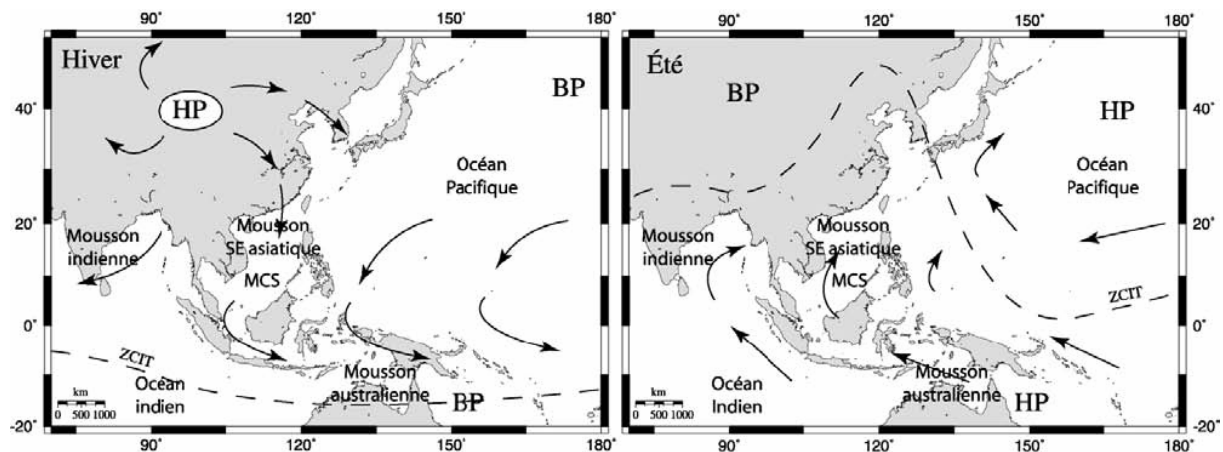 90° 120° 150° 180° 90° 120° 150° 180°
Hiver
BP
HP
40°
Océan
Pacifique
20°
Mousson
indienne
Mousson
SE asiatique
MCS
0°
ZCIT
km
0 500 1000
Océan
indien
Mousson
australienne
BP
-20°
90° 120° 150° 180°
Été
BP
HP
40°
Océan
Pacifique
20°
Mousson
indienne
Mousson
SE asiatique
MCS
ZCIT
0°
km
0 500 1000
Océan
Indien
Mousson
australienne
HP
-20°
90° 120° 150° 180°